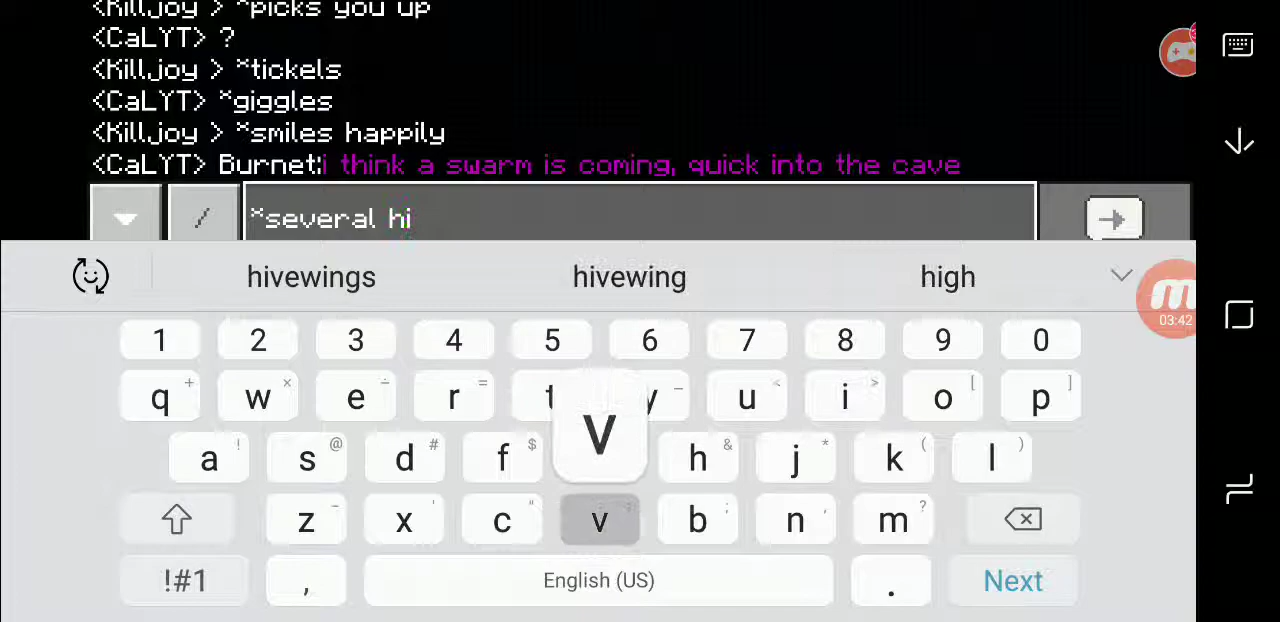 <Killjoy > *picks you up
<CaLYT> ?
<Killjoy > *tickels
<CaLYT> *giggles
<Killjoy > *smiles happily
<CaLYT> Burnet:i think a swarm is coming, quick into the cave
/ *several hi
hivewings hivewing high
03:42
1 2 3 4 5 6 7 8 9 0
q + w × e ÷ r = t y _ u < i > o [ p ]
V
a ! s @ d # f $ h & j * k ( l )
z - x ' c " v : b ; n , m ?
!#1 , English (US) . Next